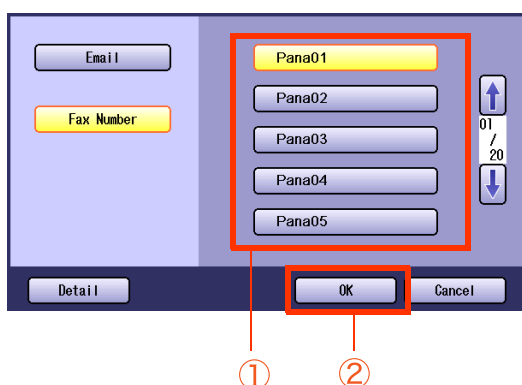 Email
Fax Number
Pana01
Pana02
Pana03
Pana04
Pana05
01
/
20
Detail
OK
Cancel
①
②